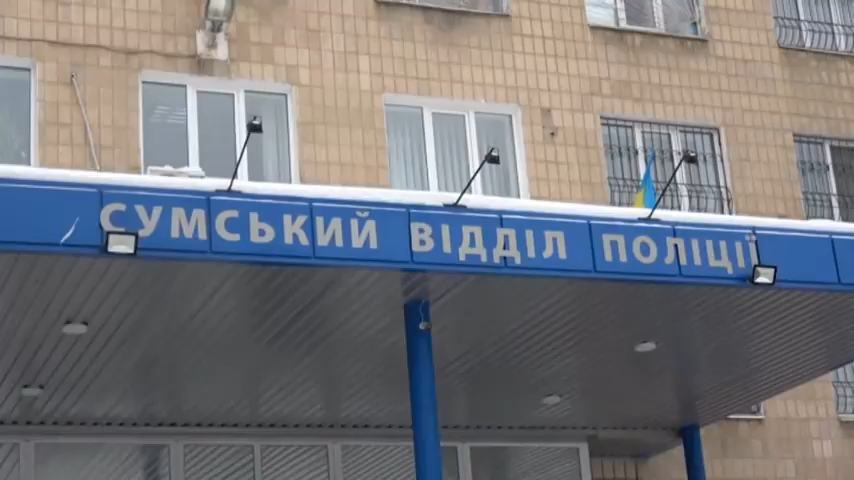 СУМСЬКИЙ ВІДДІЛ ПОЛІЦІЇ